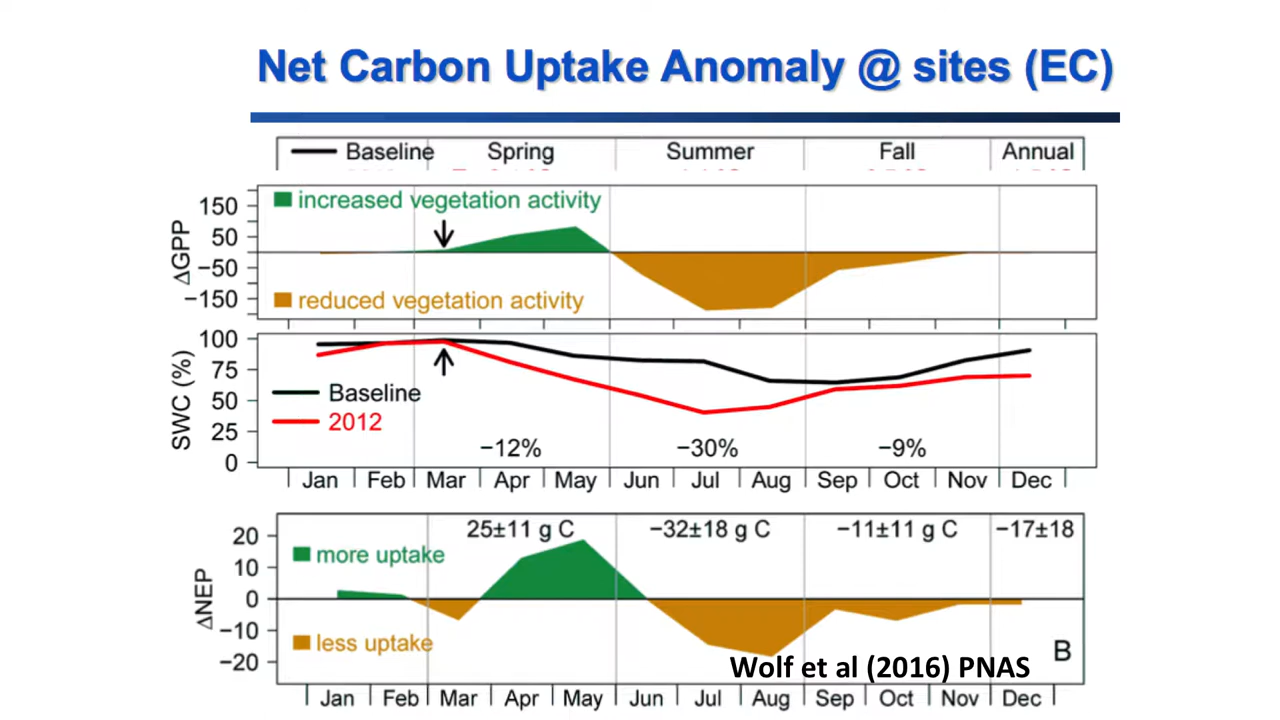 Net Carbon Uptake Anomaly @ sites (EC)
Baseline Spring Summer Fall Annual
increased vegetation activity
150
50
−50
−150
ΔGPP
reduced vegetation activity
100
75
50
25
0
SWC (%)
Baseline
2012
−12% −30% −9%
Jan Feb Mar Apr May Jun Jul Aug Sep Oct Nov Dec
25±11 g C −32±18 g C −11±11 g C −17±18
20
10
0
−10
−20
ΔNEP
more uptake
less uptake
B
Wolf et al (2016) PNAS
Jan Feb Mar Apr May Jun Jul Aug Sep Oct Nov Dec